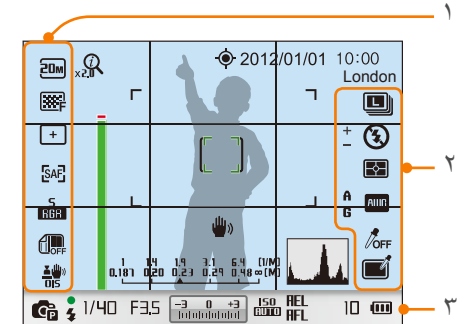 ١
2012/01/01 10:00
London
20M
x2.0
F
L
+
-
SAF
S
RGB
A
G
AWB
OFF
OFF
OIS
1 1.4 1.9 3.1 6.4 (1/M)
0.187 0.20 0.23 0.29 0.48 ∞ (M)
٢
P
1/40 F3.5
-3 0 +3
ISO AUTO
AEL
AFL
10
٣